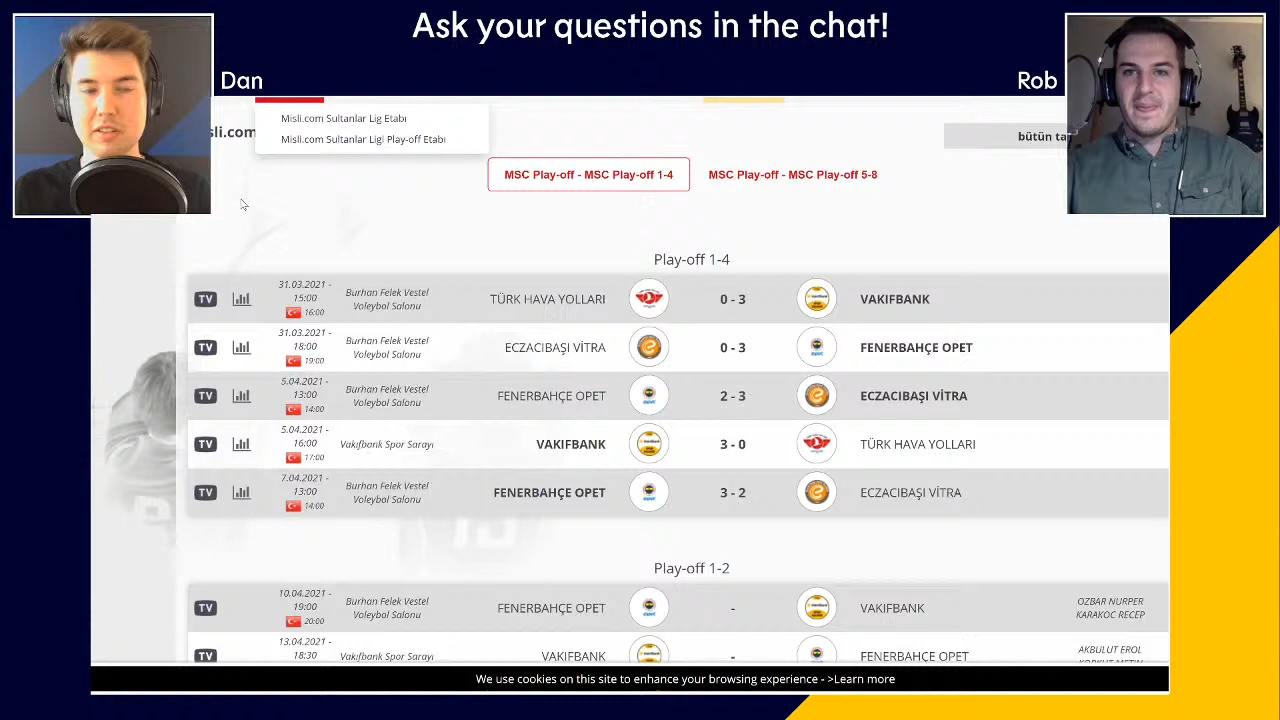 Ask your questions in the chat!
Dan
Rob
sli.com
Misli.com Sultanlar Lig Etabı
Misli.com Sultanlar Ligi Play-off Etabı
bütün ta
MSC Play-off - MSC Play-off 1-4
MSC Play-off - MSC Play-off 5-8
Play-off 1-4
TV 31.03.2021 - 15:00 16:00 Burhan Felek Vestel Voleybol Salonu TÜRK HAVA YOLLARI 0 - 3 VAKIFBANK
TV 31.03.2021 - 18:00 19:00 Burhan Felek Vestel Voleybol Salonu ECZACIBAŞI VİTRA 0 - 3 FENERBAHÇE OPET
TV 5.04.2021 - 13:00 14:00 Burhan Felek Vestel Voleybol Salonu FENERBAHÇE OPET 2 - 3 ECZACIBAŞI VİTRA
TV 5.04.2021 - 16:00 17:00 Vakıfbank Spor Sarayı VAKIFBANK 3 - 0 TÜRK HAVA YOLLARI
TV 7.04.2021 - 13:00 14:00 Burhan Felek Vestel Voleybol Salonu FENERBAHÇE OPET 3 - 2 ECZACIBAŞI VİTRA
Play-off 1-2
TV 10.04.2021 - 19:00 20:00 Burhan Felek Vestel Voleybol Salonu FENERBAHÇE OPET - VAKIFBANK OZBAR NURPER KARAKOC RECEP
TV 13.04.2021 - 18:30 Vakıfbank Spor Sarayı VAKIFBANK - FENERBAHÇE OPET AKBULUT EROL
We use cookies on this site to enhance your browsing experience - >Learn more